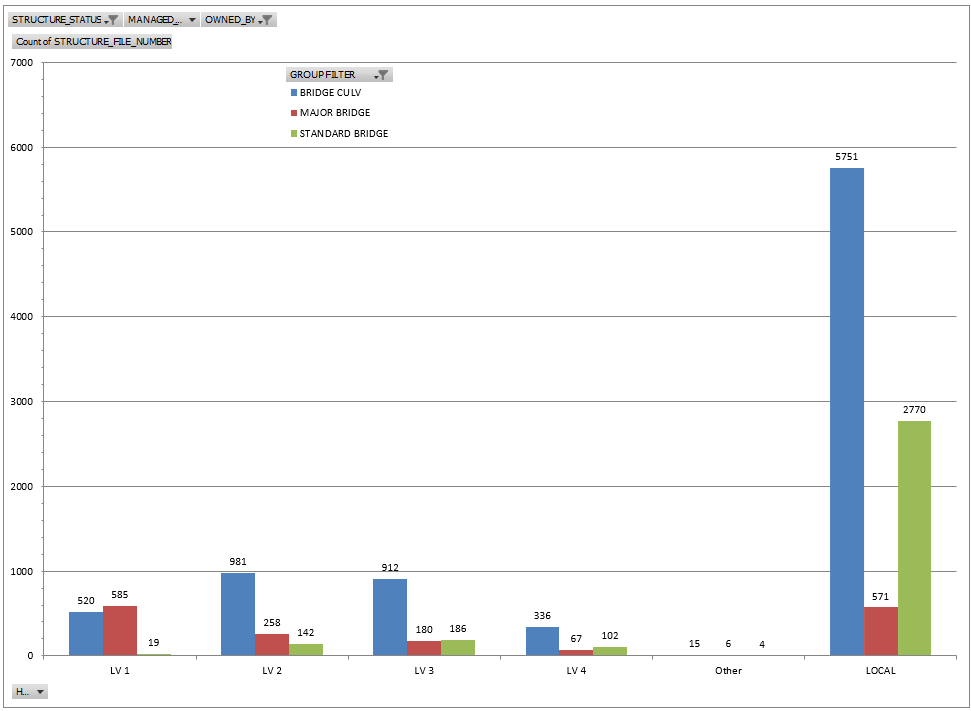 STRUCTURE_STATUS MANAGED_... OWNED_BY
Count of STRUCTURE_FILE_NUMBER
7000
GROUP FILTER
BRIDGE CULV
MAJOR BRIDGE
STANDARD BRIDGE
6000
5751
5000
4000
3000
2770
2000
1000
981
912
520 585 19
258 142
180 186
336 67 102
15 6 4
571
0
LV 1 LV 2 LV 3 LV 4 Other LOCAL
H...